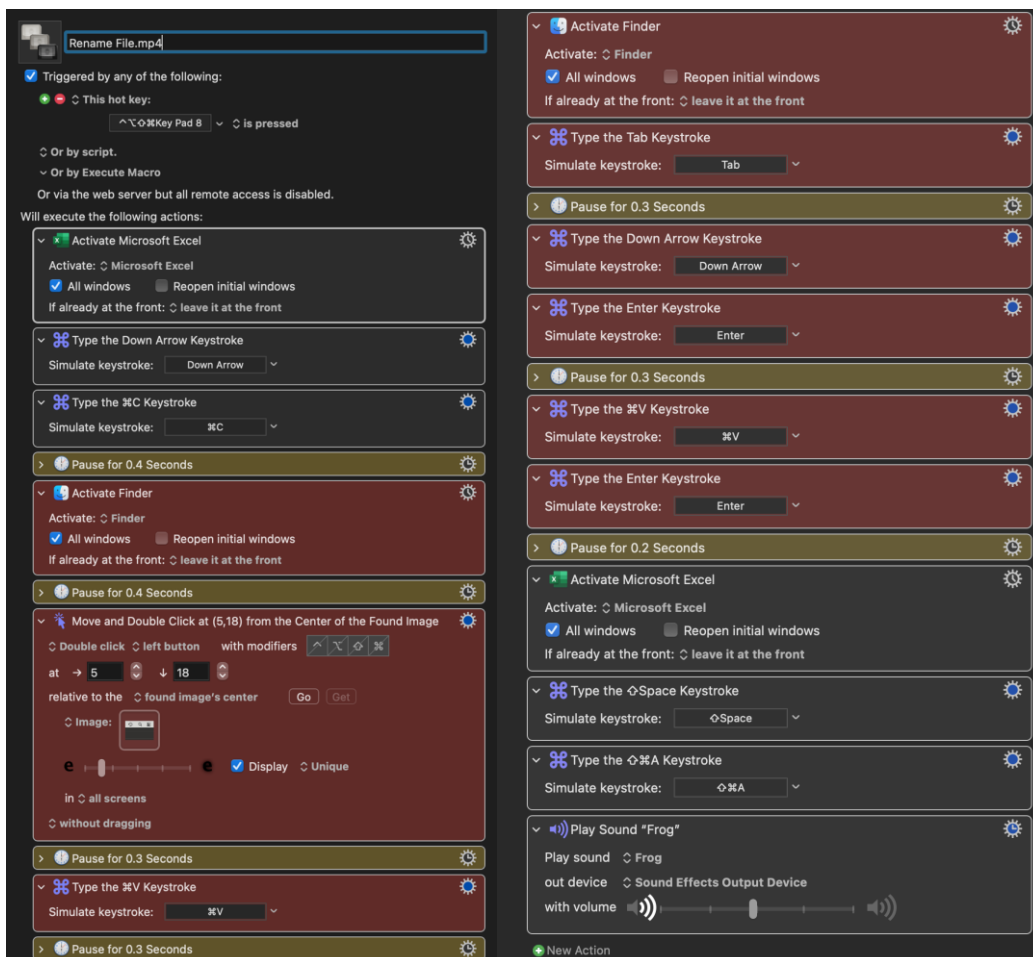 Rename File.mp4
Triggered by any of the following:
This hot key:
⌃⌥⇧⌘Key Pad 8 is pressed
Or by script.
Or by Execute Macro
Or via the web server but all remote access is disabled.
Will execute the following actions:
Activate Microsoft Excel
Activate: Microsoft Excel
All windows Reopen initial windows
If already at the front: leave it at the front
Type the Down Arrow Keystroke
Simulate keystroke: Down Arrow
Type the ⌘C Keystroke
Simulate keystroke: ⌘C
Pause for 0.4 Seconds
Activate Finder
Activate: Finder
All windows Reopen initial windows
If already at the front: leave it at the front
Pause for 0.4 Seconds
Move and Double Click at (5,18) from the Center of the Found Image
Double click left button with modifiers ⌃ ⌥ ⇧ ⌘
at → 5 ↓ 18
relative to the found image's center Go Get
Image:
e e Display Unique
in all screens
without dragging
Pause for 0.3 Seconds
Type the ⌘V Keystroke
Simulate keystroke: ⌘V
Pause for 0.3 Seconds
Activate Finder
Activate: Finder
All windows Reopen initial windows
If already at the front: leave it at the front
Type the Tab Keystroke
Simulate keystroke: Tab
Pause for 0.3 Seconds
Type the Down Arrow Keystroke
Simulate keystroke: Down Arrow
Type the Enter Keystroke
Simulate keystroke: Enter
Pause for 0.3 Seconds
Type the ⌘V Keystroke
Simulate keystroke: ⌘V
Type the Enter Keystroke
Simulate keystroke: Enter
Pause for 0.2 Seconds
Activate Microsoft Excel
Activate: Microsoft Excel
All windows Reopen initial windows
If already at the front: leave it at the front
Type the ⇧Space Keystroke
Simulate keystroke: ⇧Space
Type the ⇧⌘A Keystroke
Simulate keystroke: ⇧⌘A
Play Sound "Frog"
Play sound Frog
out device Sound Effects Output Device
with volume
New Action